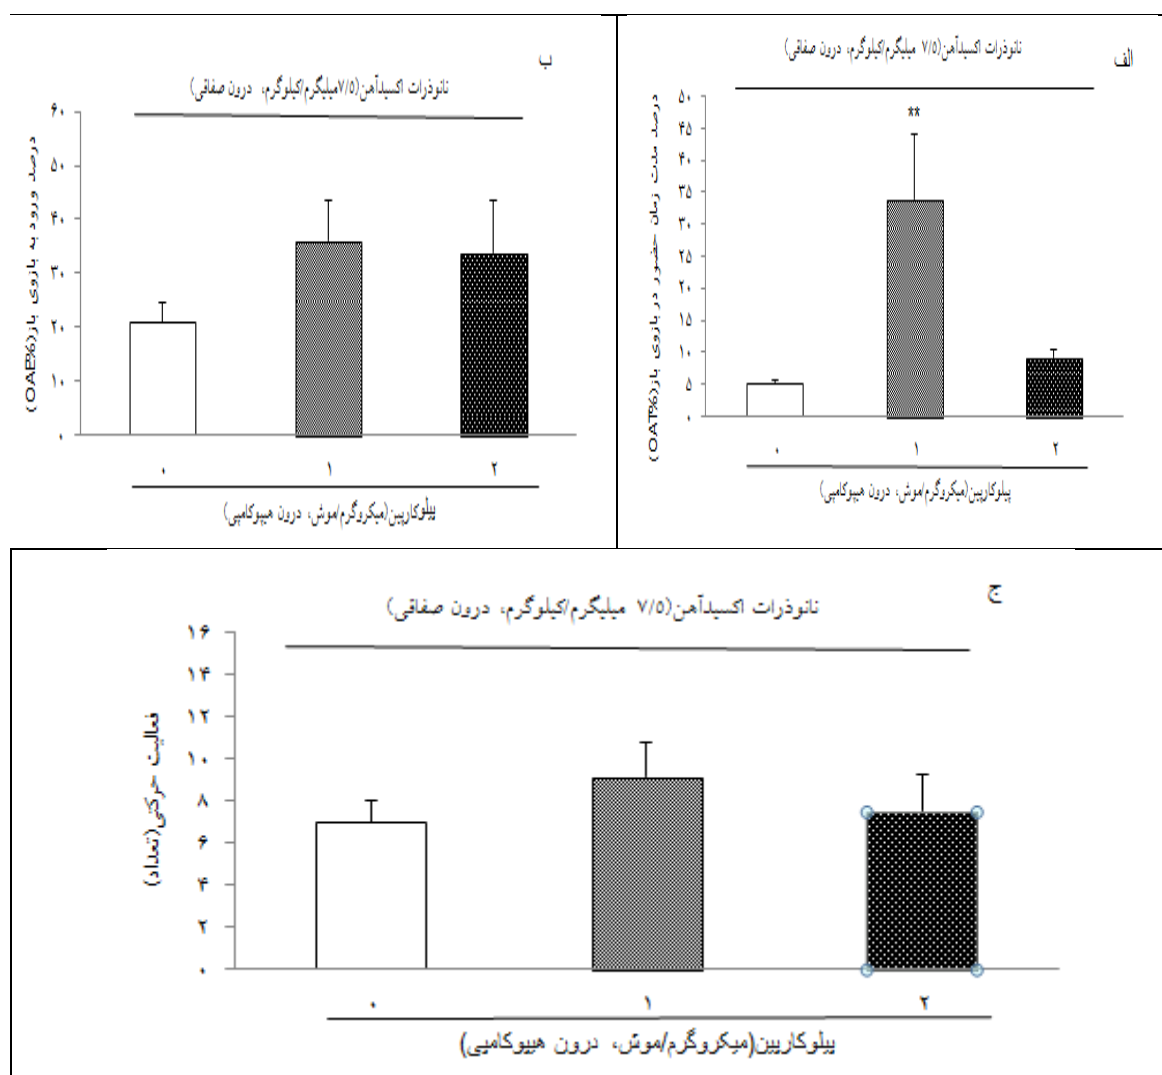 الف
نانوذرات اکسیدآهن(۷/۵ میلیگرم/کیلوگرم، درون صفاقی)
درصد مدت زمان حضور در بازوی باز(%OAT)
۵۰
۴۵
۴۰
۳۵
۳۰
۲۵
۲۰
۱۵
۱۰
۵
۰
**
۰ ۱ ۲
پیلوکارپین(میکروگرم/موش، درون هیپوکامپی)
ب
نانوذرات اکسیدآهن(۷/۵میلیگرم/کیلوگرم، درون صفاقی)
درصد ورود به بازوی باز(%OAE)
۶۰
۵۰
۴۰
۳۰
۲۰
۱۰
۰
۰ ۱ ۲
پیلوکارپین(میکروگرم/موش، درون هیپوکامپی)
ج
نانوذرات اکسیدآهن(۷/۵ میلیگرم/کیلوگرم، درون صفاقی)
فعالیت حرکتی(تعداد)
۱۶
۱۴
۱۲
۱۰
۸
۶
۴
۲
۰
۰ ۱ ۲
پیلوکارپین(میکروگرم/موش، درون هیپوکامپی)